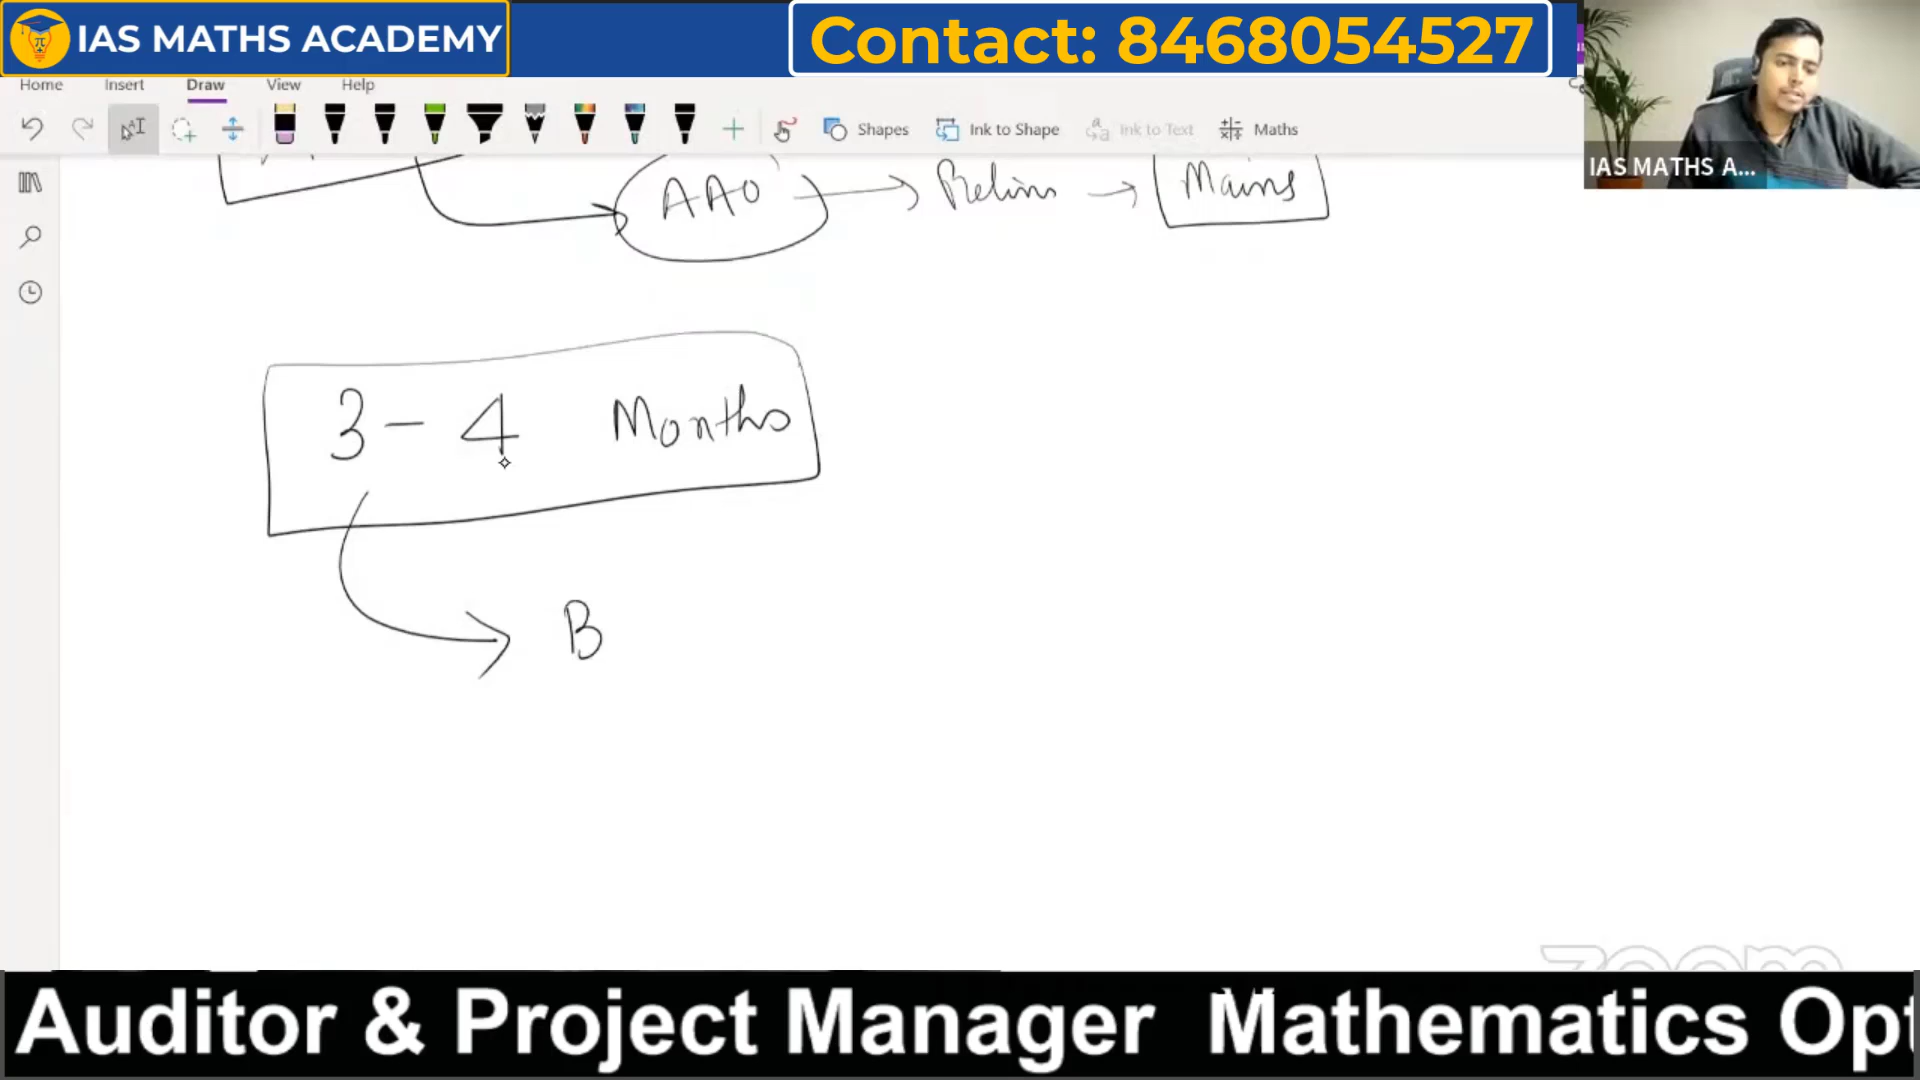 IAS MATHS ACADEMY
Contact: 8468054527
Home Insert Draw View Help
Shapes Ink to Shape Ink to Text Maths
IAS MATHS A...
AAO Prelims Mains
3 - 4 Months
B
zoom
Auditor & Project Manager Mathematics Opt